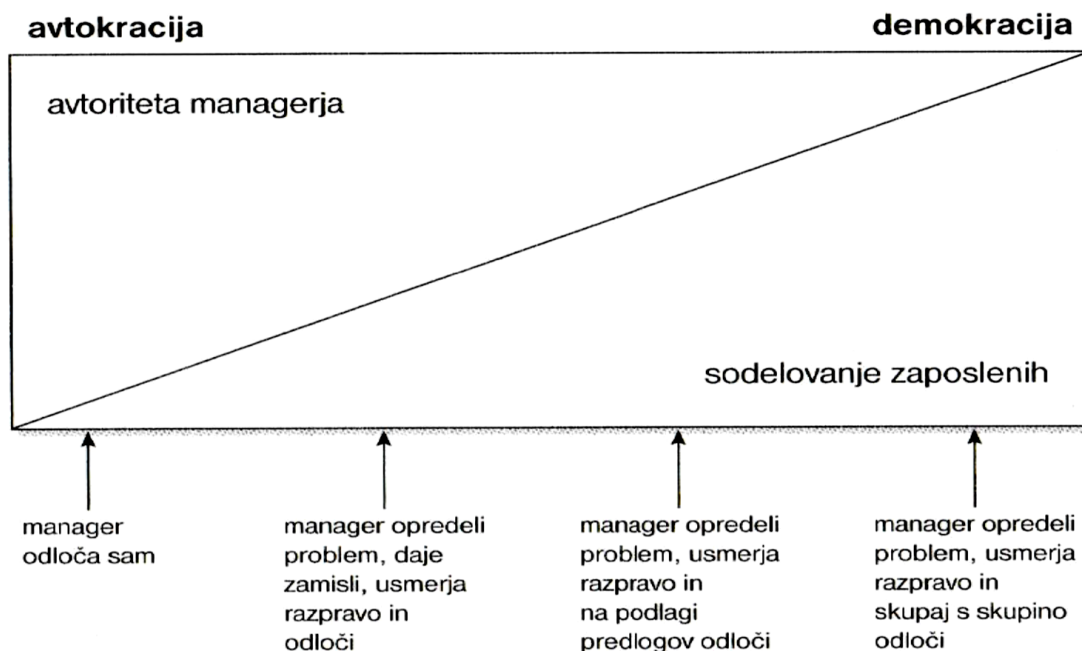 avtokracija
demokracija
avtoriteta managerja
sodelovanje zaposlenih
manager
odloča sam
manager opredeli
problem, daje
zamisli, usmerja
razpravo in
odloči
manager opredeli
problem, usmerja
razpravo in
na podlagi
predlogov odloči
manager opredeli
problem, usmerja
razpravo in
skupaj s skupino
odloči